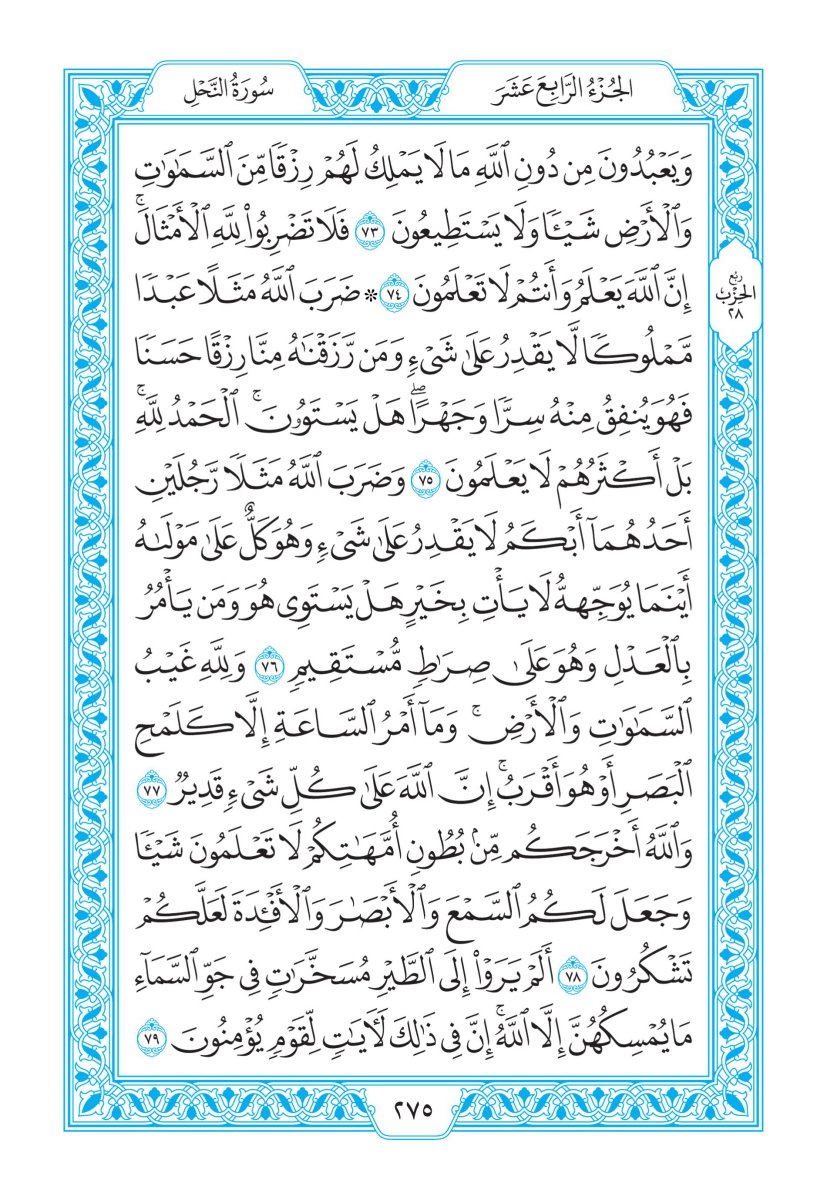 الجُزْءُ الرَّابِعَ عَشَرَ
سُورَةُ النَّحْلِ
وَيَعْبُدُونَ مِن دُونِ ٱللَّهِ مَا لَا يَمْلِكُ لَهُمْ رِزْقًا مِّنَ ٱلسَّمَٰوَٰتِ
وَٱلْأَرْضِ شَيْـًٔا وَلَا يَسْتَطِيعُونَ ٧٣ فَلَا تَضْرِبُوا۟ لِلَّهِ ٱلْأَمْثَالَ ۚ
إِنَّ ٱللَّهَ يَعْلَمُ وَأَنتُمْ لَا تَعْلَمُونَ ٧٤ * ضَرَبَ ٱللَّهُ مَثَلًا عَبْدًا
مَّمْلُوكًا لَّا يَقْدِرُ عَلَىٰ شَىْءٍ وَمَن رَّزَقْنَٰهُ مِنَّا رِزْقًا حَسَنًا
فَهُوَ يُنفِقُ مِنْهُ سِرًّا وَجَهْرًا ۖ هَلْ يَسْتَوُۥنَ ۚ ٱلْحَمْدُ لِلَّهِ ۚ
بَلْ أَكْثَرُهُمْ لَا يَعْلَمُونَ ٧٥ وَضَرَبَ ٱللَّهُ مَثَلًا رَّجُلَيْنِ
أَحَدُهُمَآ أَبْكَمُ لَا يَقْدِرُ عَلَىٰ شَىْءٍ وَهُوَ كَلٌّ عَلَىٰ مَوْلَىٰهُ
أَيْنَمَا يُوَجِّههُّ لَا يَأْتِ بِخَيْرٍ هَلْ يَسْتَوِى هُوَ وَمَن يَأْمُرُ
بِٱلْعَدْلِ وَهُوَ عَلَىٰ صِرَٰطٍ مُّسْتَقِيمٍ ٧٦ وَلِلَّهِ غَيْبُ
ٱلسَّمَٰوَٰتِ وَٱلْأَرْضِ ۚ وَمَآ أَمْرُ ٱلسَّاعَةِ إِلَّا كَلَمْحِ
ٱلْبَصَرِ أَوْ هُوَ أَقْرَبُ ۚ إِنَّ ٱللَّهَ عَلَىٰ كُلِّ شَىْءٍ قَدِيرٌ ٧٧
وَٱللَّهُ أَخْرَجَكُم مِّنۢ بُطُونِ أُمَّهَٰتِكُمْ لَا تَعْلَمُونَ شَيْـًٔا
وَجَعَلَ لَكُمُ ٱلسَّمْعَ وَٱلْأَبْصَٰرَ وَٱلْأَفْـِٔدَةَ لَعَلَّكُمْ
تَشْكُرُونَ ٧٨ أَلَمْ يَرَوْا۟ إِلَى ٱلطَّيْرِ مُسَخَّرَٰتٍ فِى جَوِّ ٱلسَّمَآءِ
مَا يُمْسِكُهُنَّ إِلَّا ٱللَّهُ ۚ إِنَّ فِى ذَٰلِكَ لَـَٔايَٰتٍ لِّقَوْمٍ يُؤْمِنُونَ ٧٩
رُبُع
الحِزْب
٢٨
٢٧٥